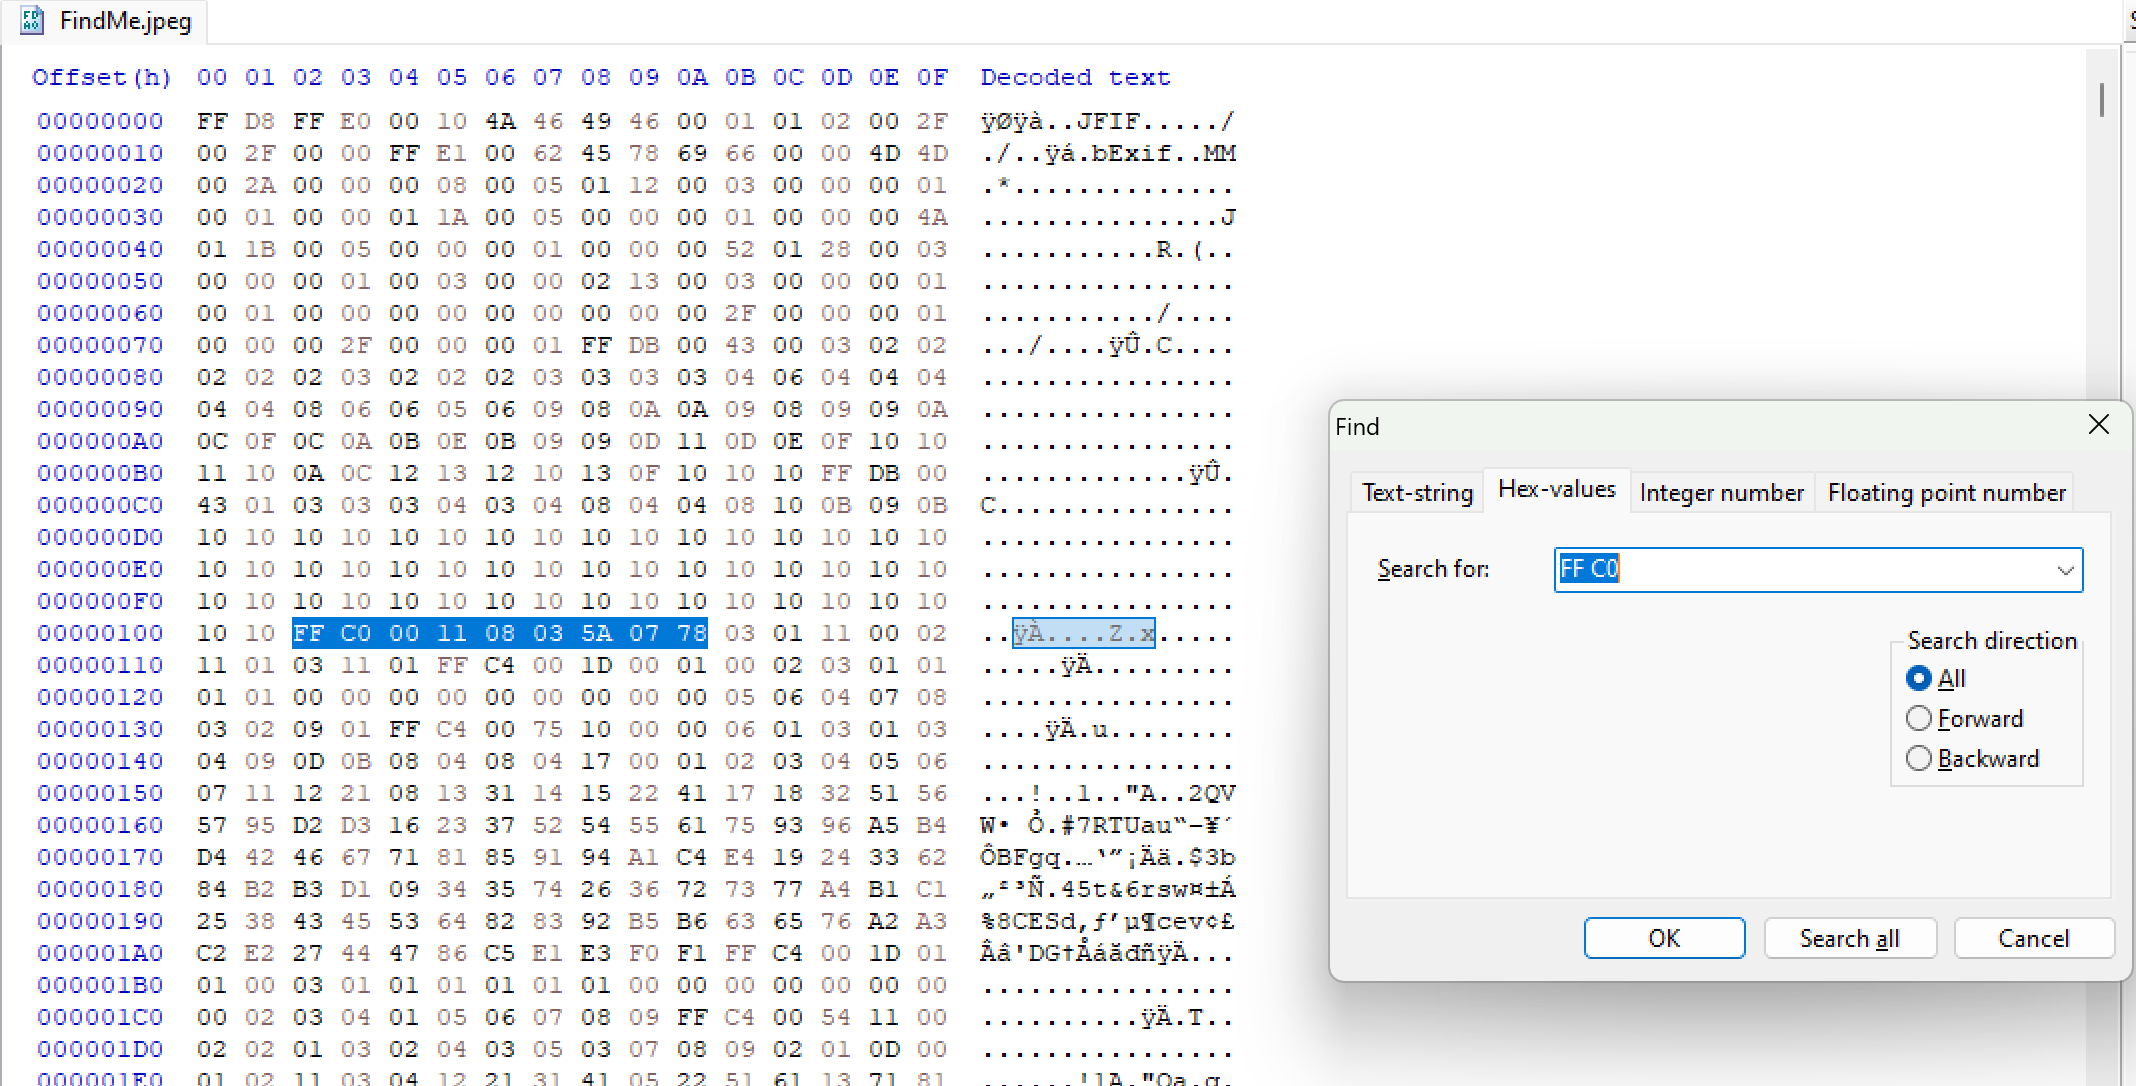 FindMe.jpeg
Offset(h) 00 01 02 03 04 05 06 07 08 09 0A 0B 0C 0D 0E 0F Decoded text
00000000 FF D8 FF E0 00 10 4A 46 49 46 00 01 01 02 00 2F ÿØÿà..JFIF...../
00000010 00 2F 00 00 FF E1 00 62 45 78 69 66 00 00 4D 4D ./..ÿá.bExif..MM
00000020 00 2A 00 00 00 08 00 05 01 12 00 03 00 00 00 01 .*..............
00000030 00 01 00 00 01 1A 00 05 00 00 00 01 00 00 00 4A ...............J
00000040 01 1B 00 05 00 00 00 01 00 00 00 52 01 28 00 03 ...........R.(..
00000050 00 00 00 01 00 03 00 00 02 13 00 03 00 00 00 01 ................
00000060 00 01 00 00 00 00 00 00 00 00 00 2F 00 00 00 01 .........../....
00000070 00 00 00 2F 00 00 00 01 FF DB 00 43 00 03 02 02 .../....ÿÛ.C....
00000080 02 02 02 03 02 02 02 03 03 03 03 04 06 04 04 04 ................
00000090 04 04 08 06 06 05 06 09 08 0A 0A 09 08 09 09 0A ................
000000A0 0C 0F 0C 0A 0B 0E 0B 09 09 0D 11 0D 0E 0F 10 10 ................
000000B0 11 10 0A 0C 12 13 12 10 13 0F 10 10 10 FF DB 00 .............ÿÛ.
000000C0 43 01 03 03 03 04 03 04 08 04 04 08 10 0B 09 0B C...............
000000D0 10 10 10 10 10 10 10 10 10 10 10 10 10 10 10 10 ................
000000E0 10 10 10 10 10 10 10 10 10 10 10 10 10 10 10 10 ................
000000F0 10 10 10 10 10 10 10 10 10 10 10 10 10 10 10 10 ................
00000100 10 10 FF C0 00 11 08 03 5A 07 78 03 01 11 00 02 ..ÿÀ....Z.x.....
00000110 11 01 03 11 01 FF C4 00 1D 00 01 00 02 03 01 01 .....ÿÄ.........
00000120 01 01 00 00 00 00 00 00 00 00 00 05 06 04 07 08 ................
00000130 03 02 09 01 FF C4 00 75 10 00 00 06 01 03 01 03 ....ÿÄ.u........
00000140 04 09 0D 0B 08 04 08 04 17 00 01 02 03 04 05 06 ................
00000150 07 11 12 21 08 13 31 14 15 22 41 17 18 32 51 56 ...!..1.."A..2QV
00000160 57 95 D2 D3 16 23 37 52 54 55 61 75 93 96 A5 B4 W• Ỏ.#7RTUau“–¥´
00000170 D4 42 46 67 71 81 85 91 94 A1 C4 E4 19 24 33 62 ÔBFgq.…‘”¡Ää.$3b
00000180 84 B2 B3 D1 09 34 35 74 26 36 72 73 77 A4 B1 C1 „²³Ñ.45t&6rsw¤±Á
00000190 25 38 43 45 53 64 82 83 92 B5 B6 63 65 76 A2 A3 %8CESd‚ƒ’µ¶cev¢£
000001A0 C2 E2 27 44 47 86 C5 E1 E3 F0 F1 FF C4 00 1D 01 Ââ'DG†ÅáăđñÿÄ...
000001B0 01 00 03 01 01 01 01 01 01 00 00 00 00 00 00 00 ................
000001C0 00 02 03 04 01 05 06 07 08 09 FF C4 00 54 11 00 ..........ÿÄ.T..
000001D0 02 02 01 03 02 04 03 05 03 07 08 09 02 01 0D 00 ................
000001E0 01 02 11 03 04 12 21 31 41 05 22 51 61 13 71 81 ......!1A."Qa.q.
Find
Text-string Hex-values Integer number Floating point number
Search for: FF C0
Search direction
All
Forward
Backward
OK Search all Cancel